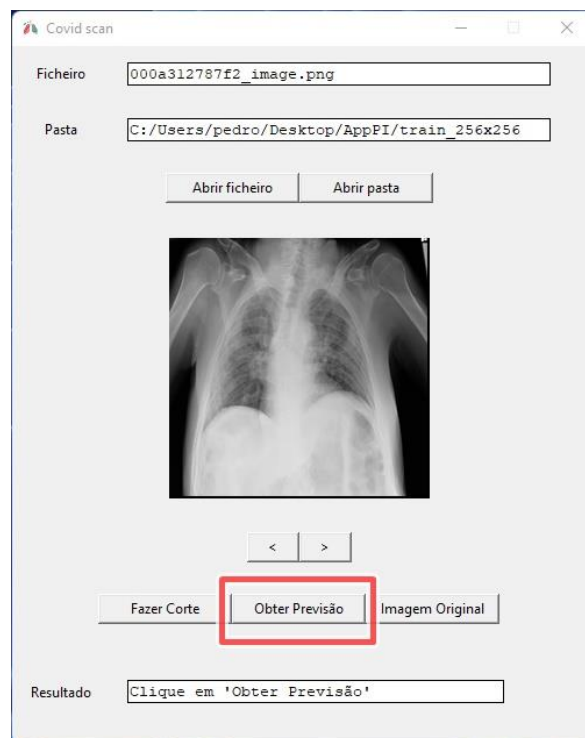 Covid scan
Ficheiro 000a312787f2_image.png
Pasta C:/Users/pedro/Desktop/AppPI/train_256x256
Abrir ficheiro Abrir pasta
< >
Fazer Corte Obter Previsão Imagem Original
Resultado Clique em 'Obter Previsão'